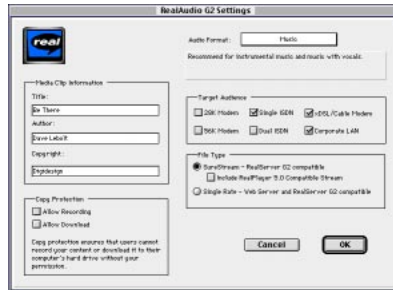 RealAudio G2 Settings
real
Audio Format:
Music
Recommend for instrumental music and music with vocals.
Media Clip Information
Title:
Be There
Author:
Dave Lebolt
Copyright:
Digidesign
Target Audience
28K Modem
Single ISDN
xDSL/Cable Modem
56K Modem
Dual ISDN
Corporate LAN
File Type
SureStream - RealServer G2 compatible
Include RealPlayer 5.0 Compatible Stream
Single Rate - Web Server and RealServer G2 compatible
Copy Protection
Allow Recording
Allow Download
Copy protection ensures that users cannot
record your content or download it to their
computer's hard drive without your
permission.
Cancel
OK